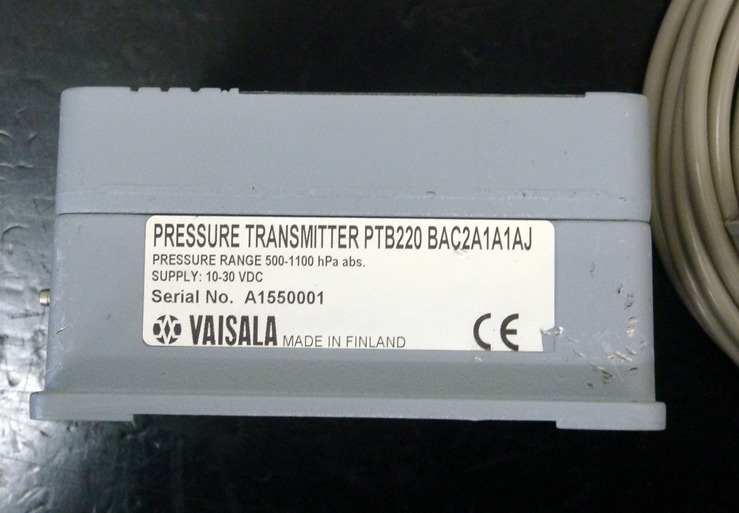 PRESSURE TRANSMITTER PTB220 BAC2A1A1AJ
PRESSURE RANGE 500-1100 hPa abs.
SUPPLY: 10-30 VDC
Serial No. A1550001
VAISALA MADE IN FINLAND CE